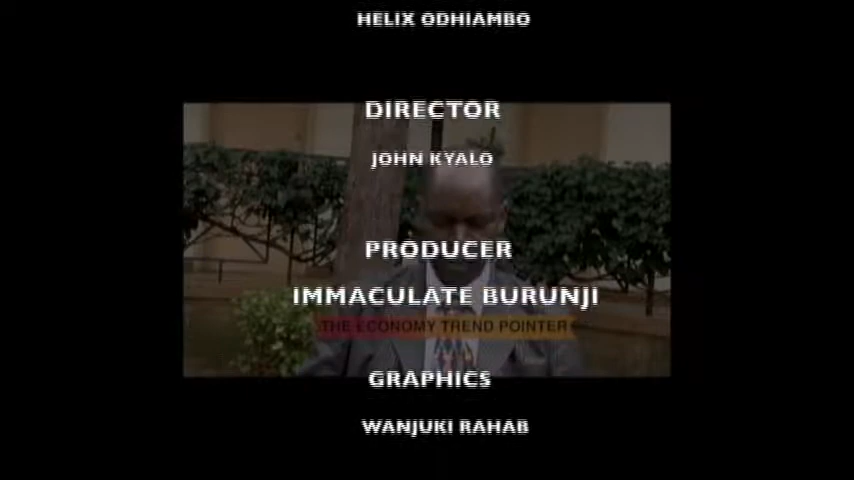 HELIX ODHIAMBO
DIRECTOR
JOHN KYALO
PRODUCER
IMMACULATE BURUNJI
THE ECONOMY TREND POINTER
GRAPHICS
WANJUKI RAHAB